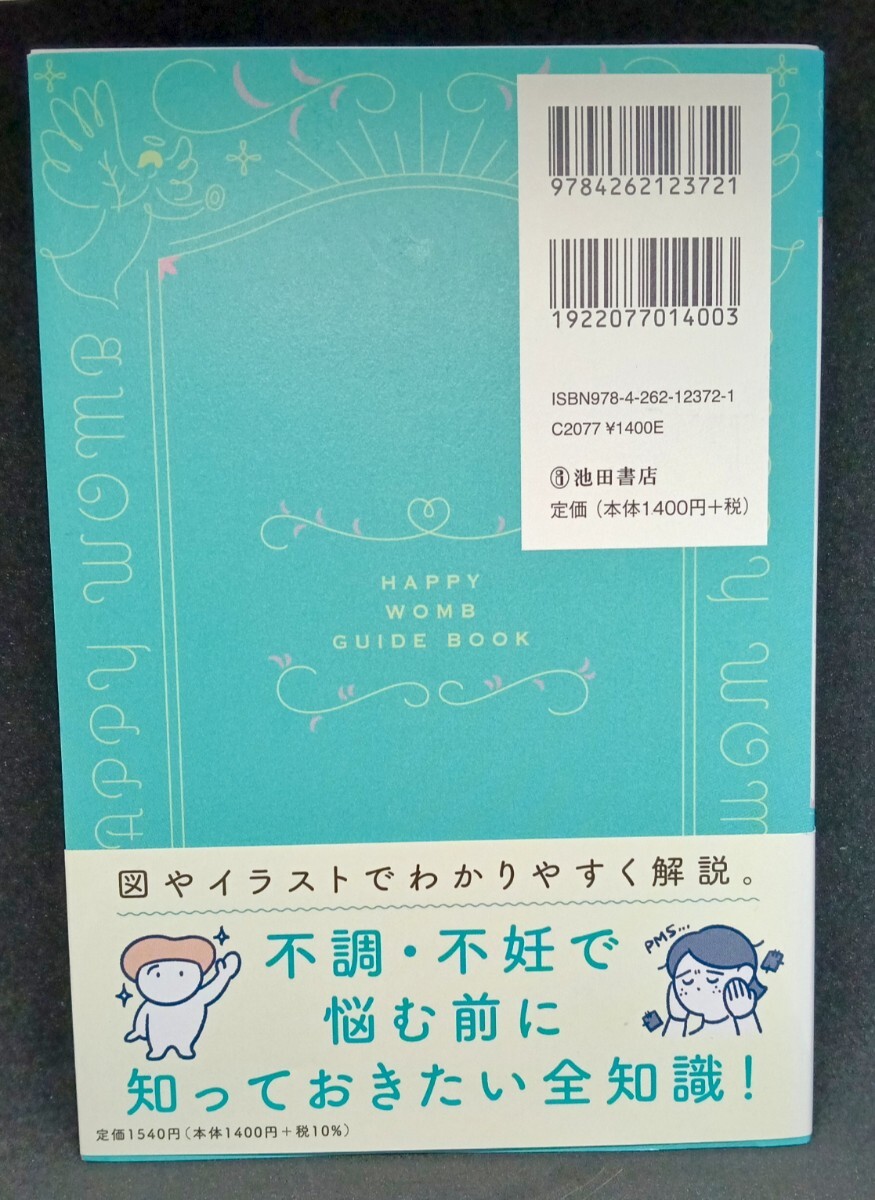 9784262123721
1922077014003
ISBN978-4-262-12372-1
C2077 ¥1400E
池田書店
定価（本体1400円＋税）
HAPPY WOMB
HAPPY
WOMB
GUIDE BOOK
図やイラストでわかりやすく解説。
PMS...
不調・不妊で
悩む前に
知っておきたい全知識！
定価1540円（本体1400円＋税10%）